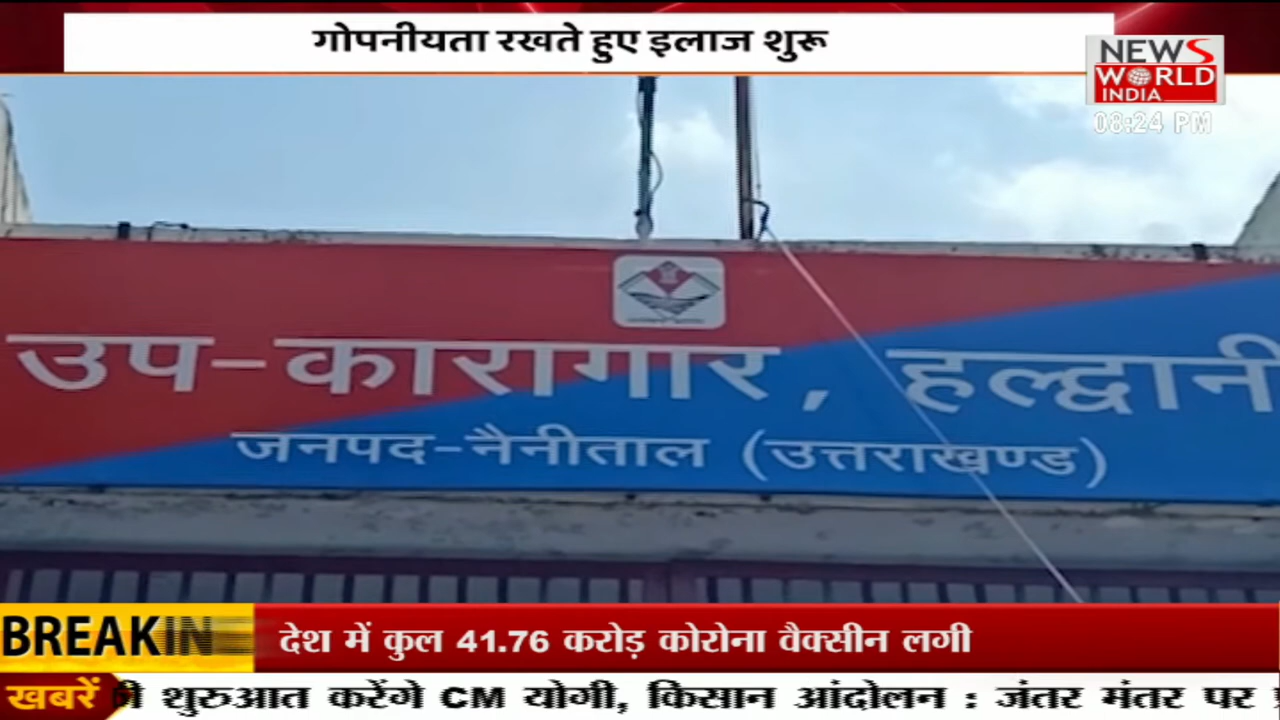 गोपनीयता रखते हुए इलाज शुरू
NEWS
WORLD
INDIA
08:24 PM
उप-कारागार, हल्द्वानी
जनपद-नैनीताल (उत्तराखण्ड)
BREAKIN
देश में कुल 41.76 करोड़ कोरोना वैक्सीन लगी
खबरें
शुरुआत करेंगे CM योगी, किसान आंदोलन : जंतर मंतर पर